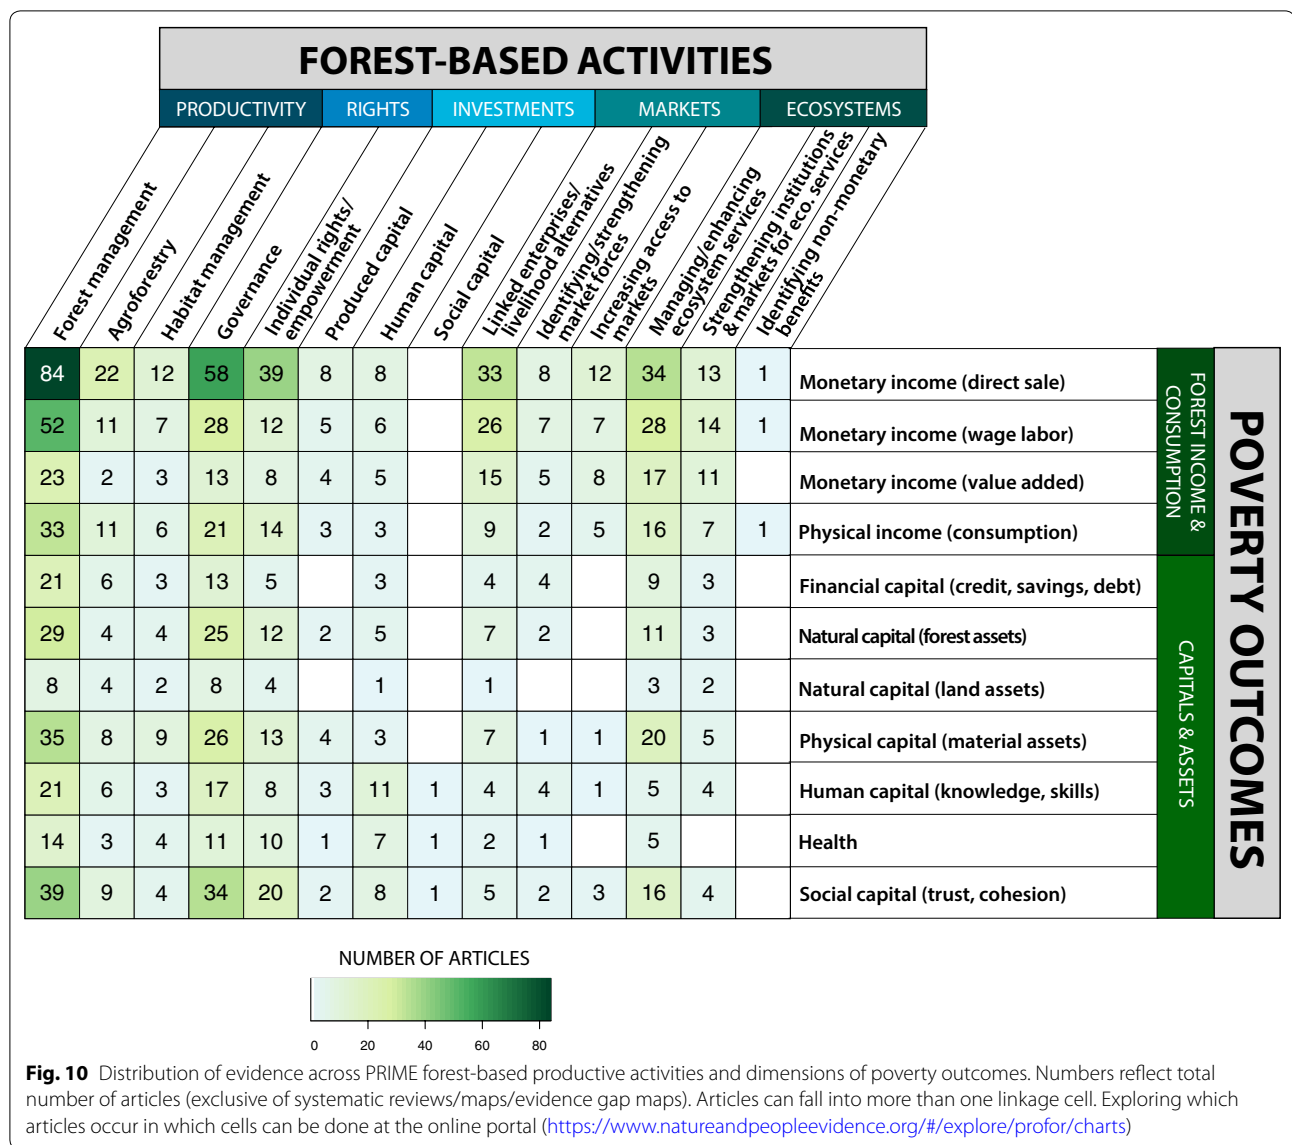 FOREST-BASED ACTIVITIES
PRODUCTIVITY RIGHTS INVESTMENTS MARKETS ECOSYSTEMS
Forest management
Agroforestry
Habitat management
Governance
Individual rights/
empowerment
Produced capital
Human capital
Social capital
Linked enterprises/
livelihood alternatives
Identifying/strengthening
market forces
Increasing access to
markets
Managing/enhancing
ecosystem services
Strengthening institutions
& markets for eco. services
Identifying non-monetary
benefits
84 22 12 58 39 8 8 33 8 12 34 13 1 Monetary income (direct sale)
52 11 7 28 12 5 6 26 7 7 28 14 1 Monetary income (wage labor)
23 2 3 13 8 4 5 15 5 8 17 11 Monetary income (value added)
33 11 6 21 14 3 3 9 2 5 16 7 1 Physical income (consumption)
21 6 3 13 5 3 4 4 9 3 Financial capital (credit, savings, debt)
29 4 4 25 12 2 5 7 2 11 3 Natural capital (forest assets)
8 4 2 8 4 1 1 3 2 Natural capital (land assets)
35 8 9 26 13 4 3 7 1 1 20 5 Physical capital (material assets)
21 6 3 17 8 3 11 1 4 4 1 5 4 Human capital (knowledge, skills)
14 3 4 11 10 1 7 1 2 1 5 Health
39 9 4 34 20 2 8 1 5 2 3 16 4 Social capital (trust, cohesion)
FOREST INCOME &
CONSUMPTION
CAPITALS & ASSETS
POVERTY OUTCOMES
NUMBER OF ARTICLES
0 20 40 60 80
Fig. 10 Distribution of evidence across PRIME forest-based productive activities and dimensions of poverty outcomes. Numbers reflect total
number of articles (exclusive of systematic reviews/maps/evidence gap maps). Articles can fall into more than one linkage cell. Exploring which
articles occur in which cells can be done at the online portal (https://www.natureandpeopleevidence.org/#/explore/profor/charts)